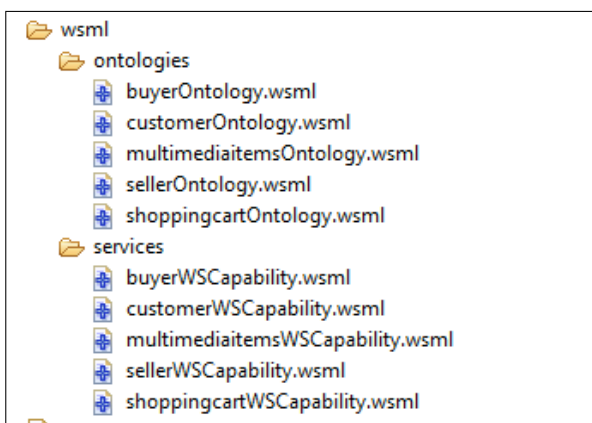 wsml
ontologies
buyerOntology.wsml
customerOntology.wsml
multimediaitemsOntology.wsml
sellerOntology.wsml
shoppingcartOntology.wsml
services
buyerWSCapability.wsml
customerWSCapability.wsml
multimediaitemsWSCapability.wsml
sellerWSCapability.wsml
shoppingcartWSCapability.wsml